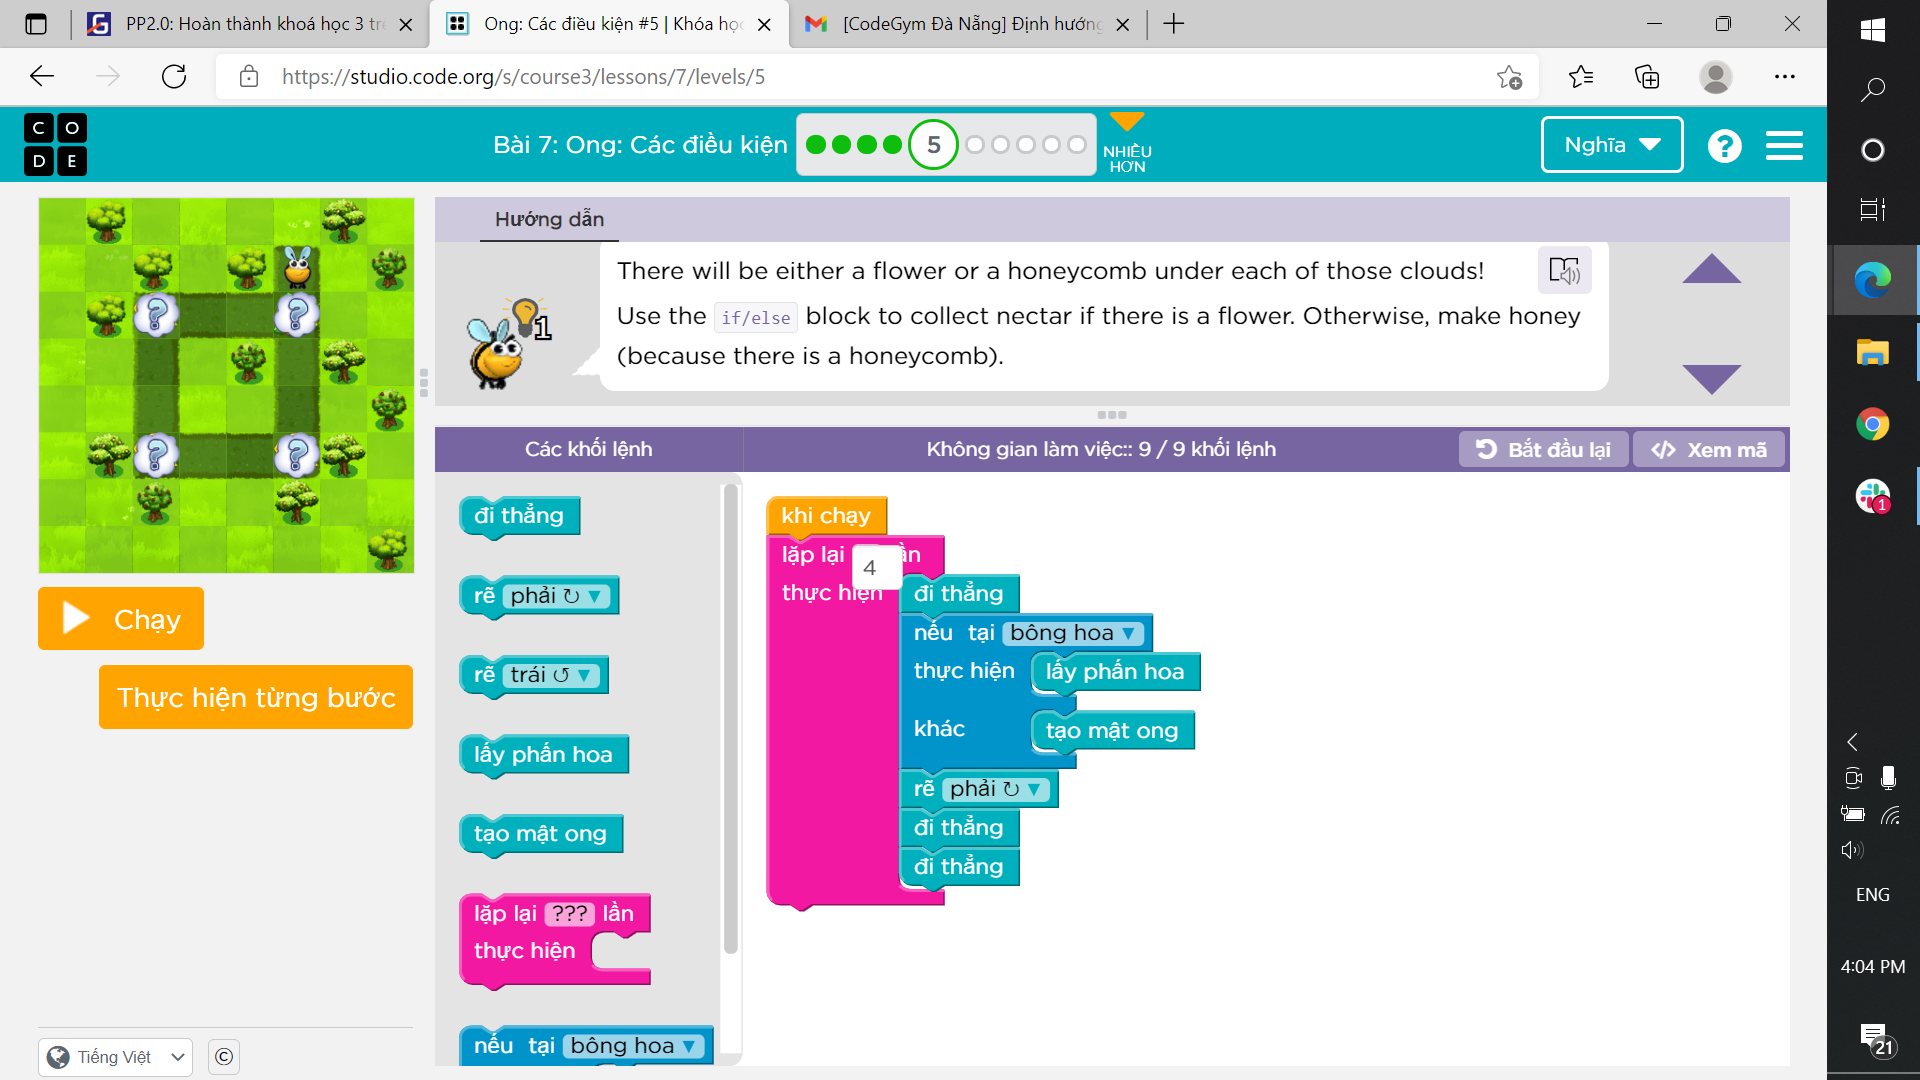 PP2.0: Hoàn thành khoá học 3 trê
Ong: Các điều kiện #5 | Khóa học
[CodeGym Đà Nẵng] Định hướng
https://studio.code.org/s/course3/lessons/7/levels/5
C O
D E
Bài 7: Ong: Các điều kiện
5
NHIỀU
HƠN
Nghĩa
?
Hướng dẫn
There will be either a flower or a honeycomb under each of those clouds!
Use the if/else block to collect nectar if there is a flower. Otherwise, make honey
(because there is a honeycomb).
1
? ?
? ?
Các khối lệnh
Không gian làm việc:: 9 / 9 khối lệnh
Bắt đầu lại
Xem mã
Chạy
Thực hiện từng bước
đi thẳng
rẽ phải ↻
rẽ trái ↺
lấy phấn hoa
tạo mật ong
lặp lại ??? lần
thực hiện
nếu tại bông hoa
khi chạy
lặp lại 4 lần
thực hiện đi thẳng
nếu tại bông hoa
thực hiện lấy phấn hoa
khác tạo mật ong
rẽ phải ↻
đi thẳng
đi thẳng
Tiếng Việt
©
1
ENG
4:04 PM
21